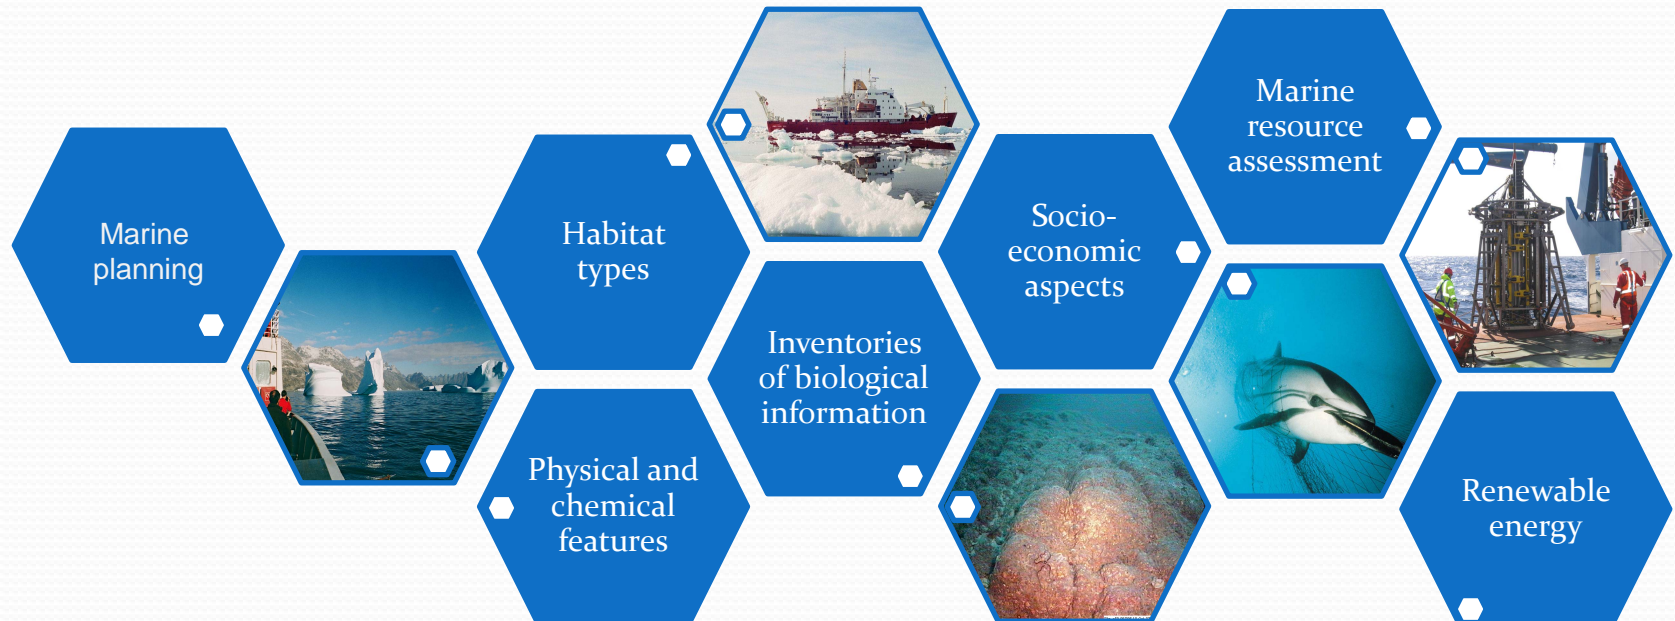 Marine
planning
Habitat
types
Physical and
chemical
features
Inventories
of biological
information
Socio-
economic
aspects
Marine
resource
assessment
Renewable
energy